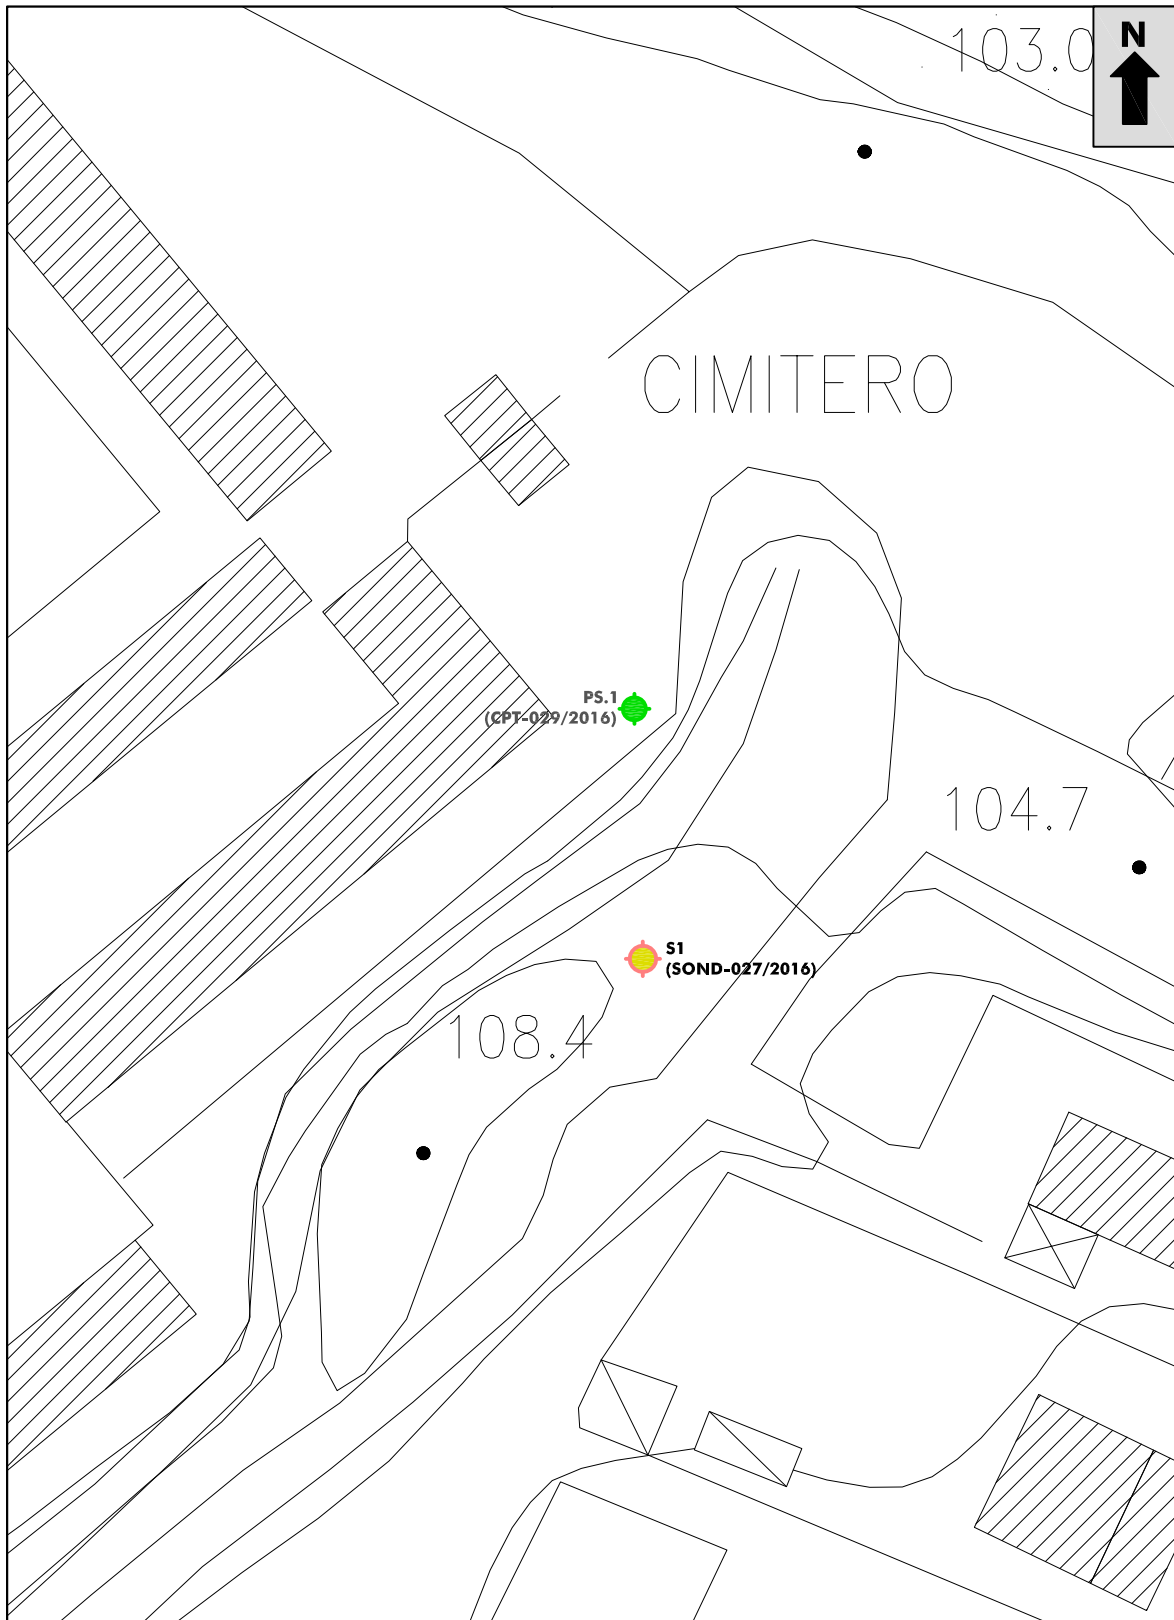 103.0
N
CIMITERO
PS.1
(CPT-029/2016)
104.7
S1
(SOND-027/2016)
108.4